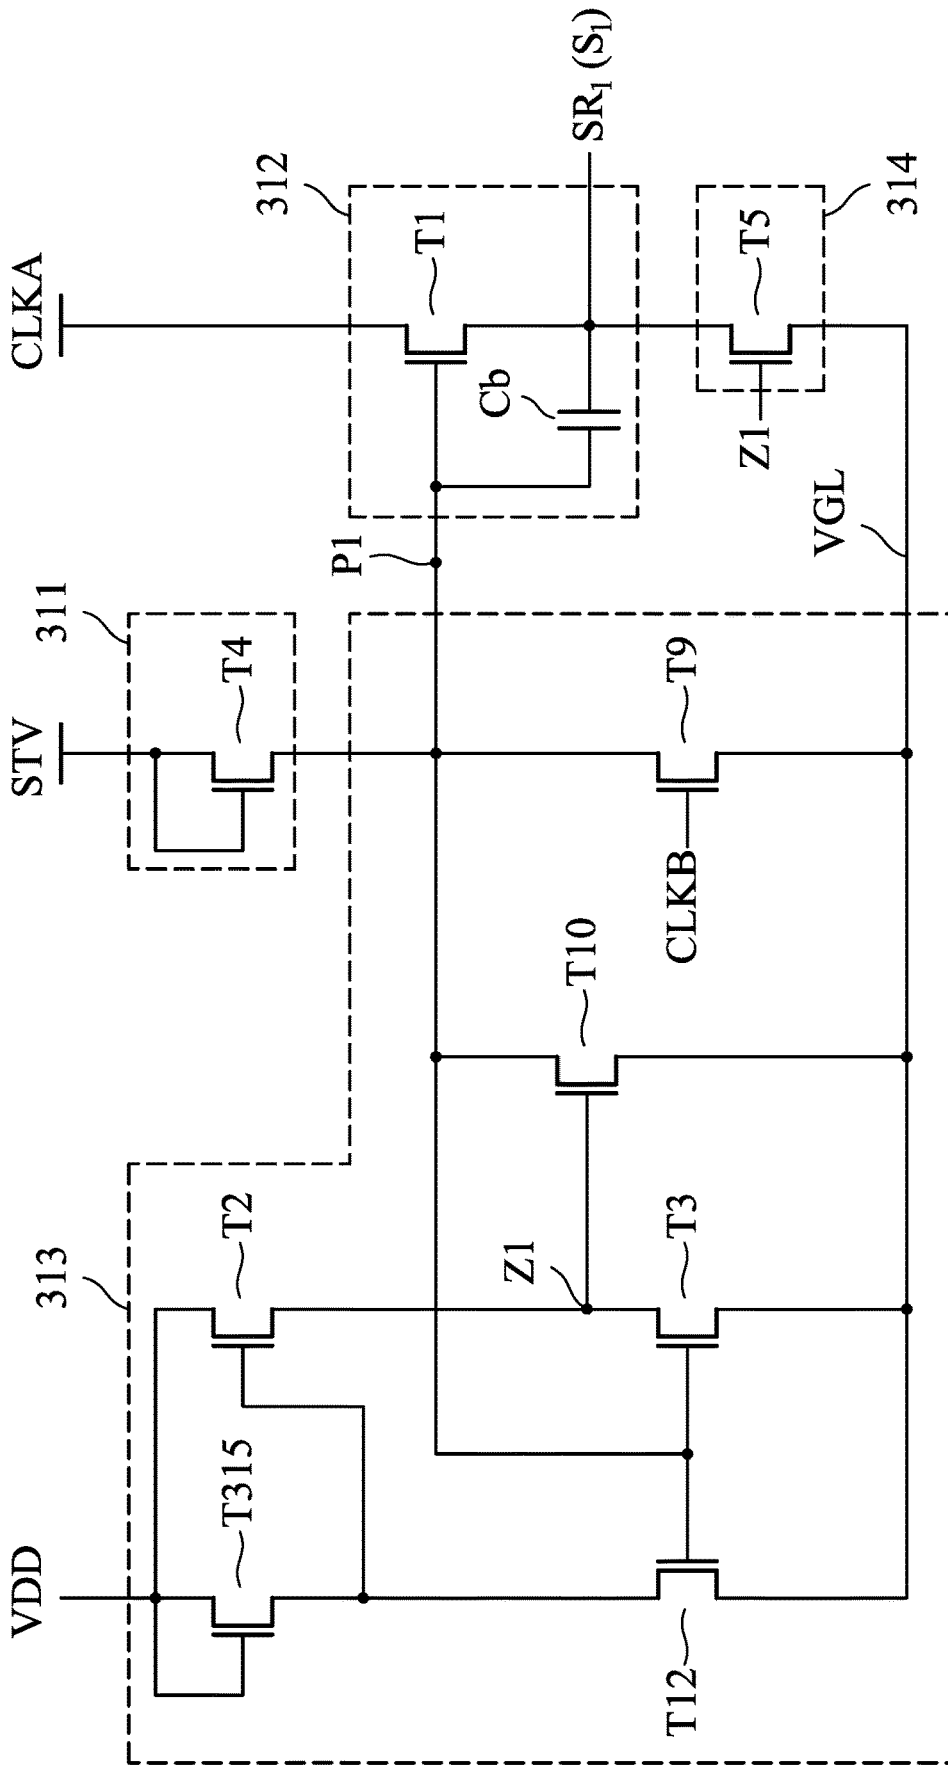 VDD
STV
CLKA
313
311
312
T315
T2
T4
T1
P1
Cb
SR₁ (S₁)
Z1
T10
T12
T3
CLKB
T9
Z1
T5
314
VGL